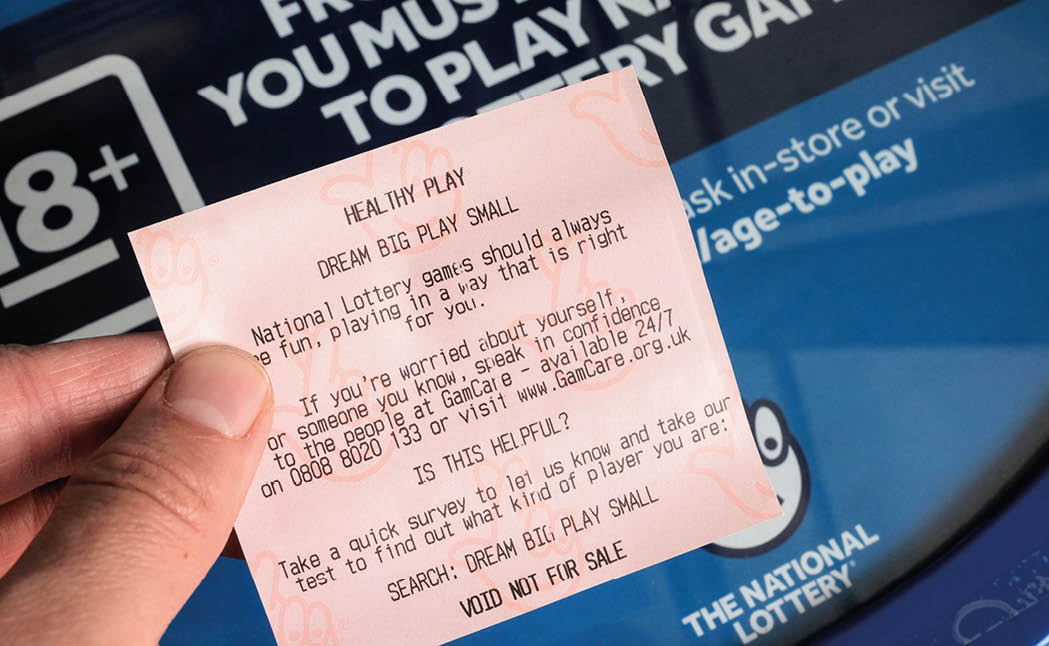 YOU MUST
TO PLAY NA
LOTTERY GAM
18+
ask in-store or visit
/age-to-play
HEALTHY PLAY
DREAM BIG PLAY SMALL
National Lottery games should always
be fun, playing in a way that is right
for you.
If you're worried about yourself,
or someone you know, speak in confidence
to the people at GamCare - available 24/7
on 0808 8020 133 or visit www.GamCare.org.uk
IS THIS HELPFUL?
Take a quick survey to let us know and take our
test to find out what kind of player you are:
SEARCH: DREAM BIG PLAY SMALL
VOID NOT FOR SALE
THE NATIONAL
LOTTERY